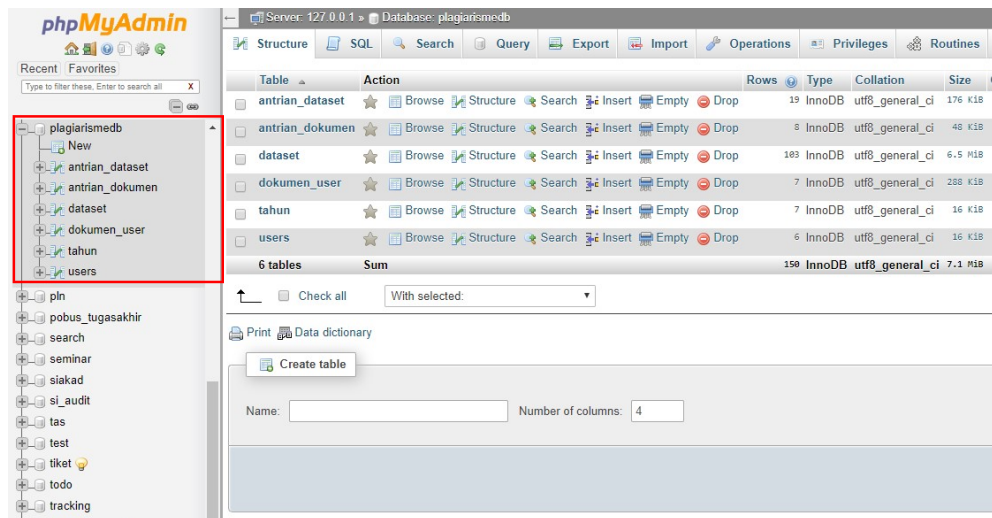 phpMyAdmin
Recent Favorites
Type to filter these, Enter to search all X
plagiarismedb
New
antrian_dataset
antrian_dokumen
dataset
dokumen_user
tahun
users
pln
pobus_tugasakhir
search
seminar
siakad
si_audit
tas
test
tiket
todo
tracking
Server: 127.0.0.1 » Database: plagiarismedb
Structure SQL Search Query Export Import Operations Privileges Routines
Table Action Rows Type Collation Size
antrian_dataset Browse Structure Search Insert Empty Drop 19 InnoDB utf8_general_ci 176 KiB
antrian_dokumen Browse Structure Search Insert Empty Drop 8 InnoDB utf8_general_ci 48 KiB
dataset Browse Structure Search Insert Empty Drop 103 InnoDB utf8_general_ci 6.5 MiB
dokumen_user Browse Structure Search Insert Empty Drop 7 InnoDB utf8_general_ci 288 KiB
tahun Browse Structure Search Insert Empty Drop 7 InnoDB utf8_general_ci 16 KiB
users Browse Structure Search Insert Empty Drop 6 InnoDB utf8_general_ci 16 KiB
6 tables Sum 150 InnoDB utf8_general_ci 7.1 MiB
Check all With selected:
Print Data dictionary
Create table
Name: Number of columns: 4